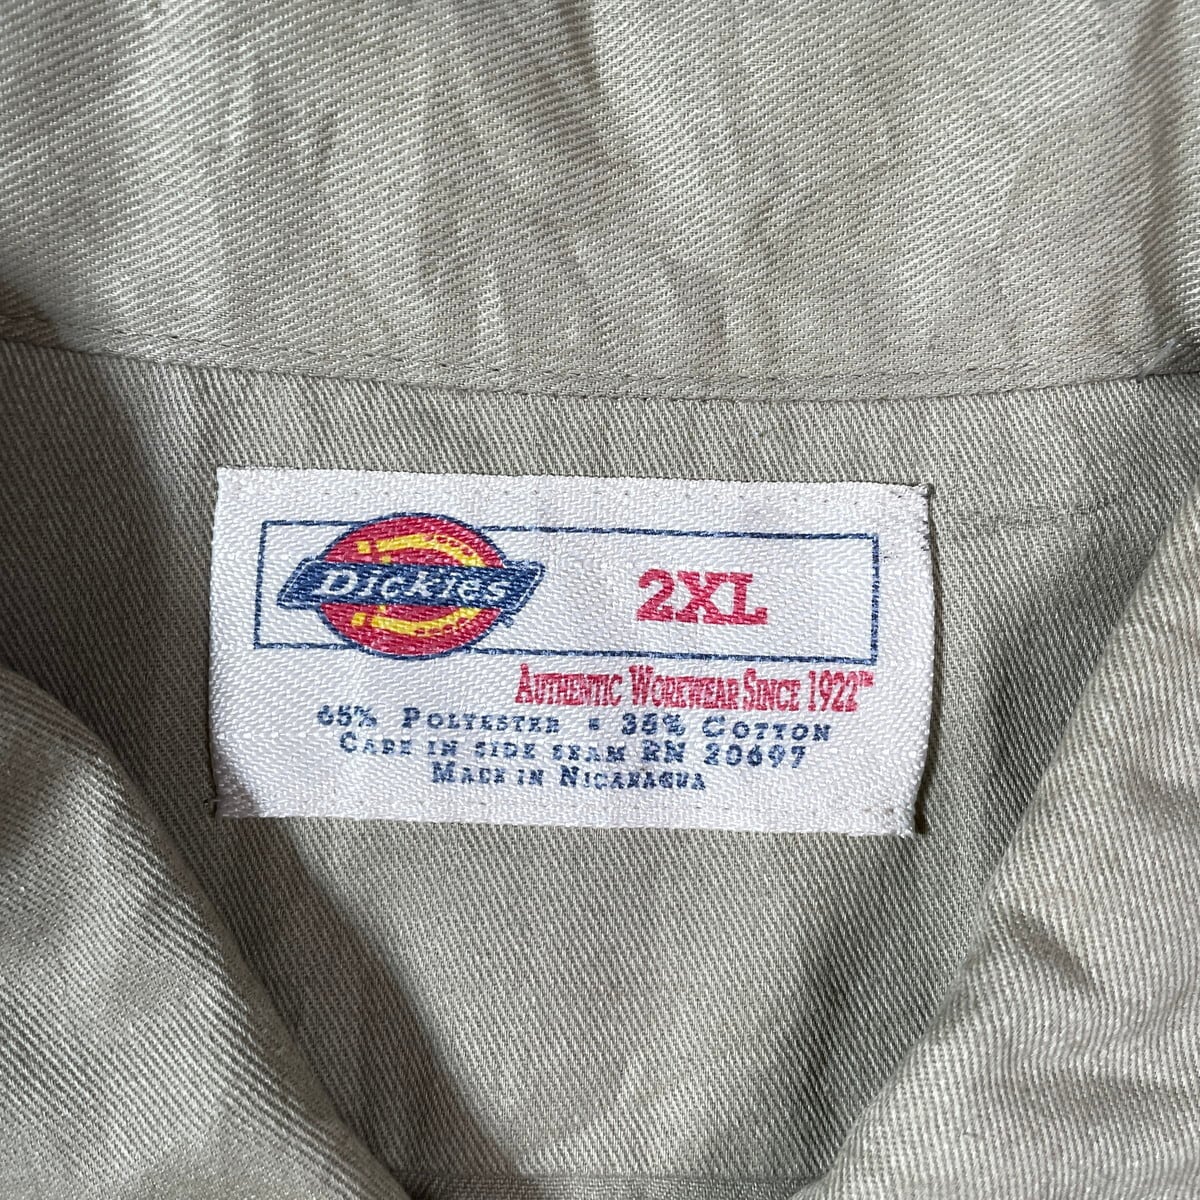 Dickies
2XL
AUTHENTIC WORKWEAR SINCE 1922™
65% POLYESTER • 35% COTTON
CARE IN SIDE SEAM RN 20697
MADE IN NICARAGUA